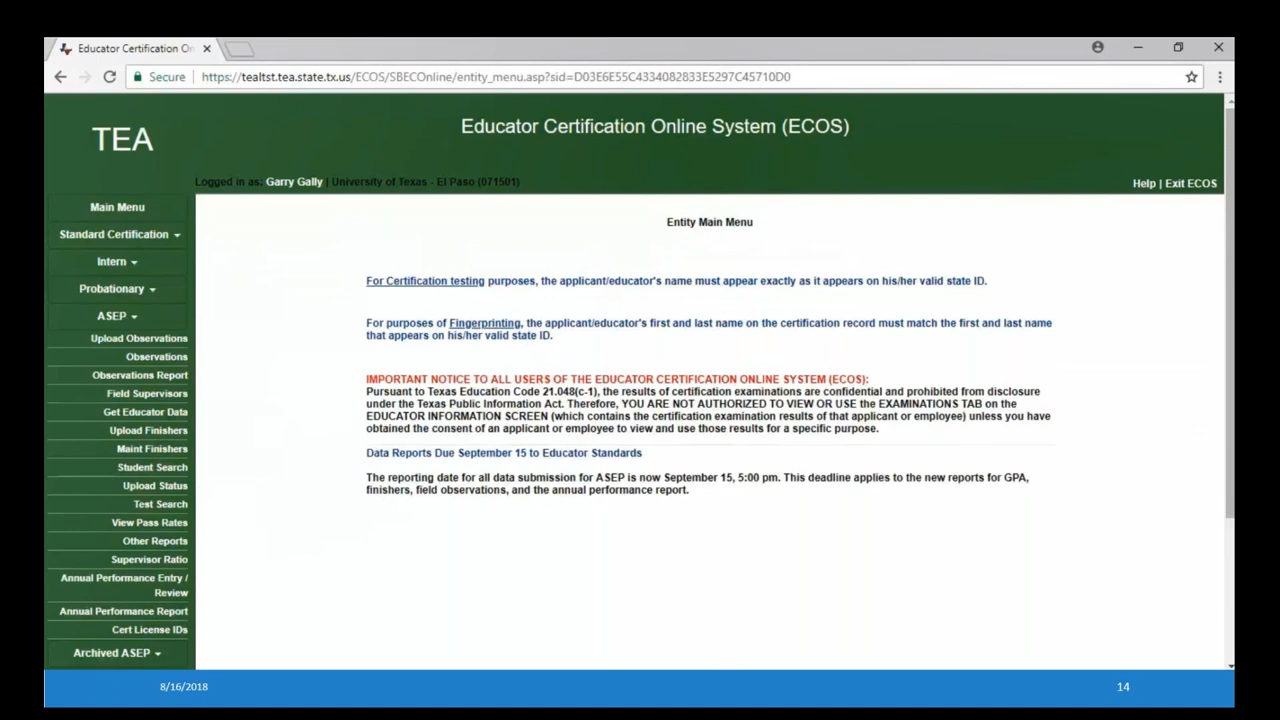 Educator Certification On
Secure
https://tealtst.tea.state.tx.us/ECOS/SBECOnline/entity_menu.asp?sid=D03E6E55C4334082833E5297C45710D0
TEA
Educator Certification Online System (ECOS)
Logged in as: Garry Gally | University of Texas - El Paso (071501)
Help | Exit ECOS
Main Menu
Standard Certification
Intern
Probationary
ASEP
Upload Observations
Observations
Observations Report
Field Supervisors
Get Educator Data
Upload Finishers
Maint Finishers
Student Search
Upload Status
Test Search
View Pass Rates
Other Reports
Supervisor Ratio
Annual Performance Entry /
Review
Annual Performance Report
Cert License IDs
Archived ASEP
Entity Main Menu
For Certification testing purposes, the applicant/educator's name must appear exactly as it appears on his/her valid state ID.
For purposes of Fingerprinting, the applicant/educator's first and last name on the certification record must match the first and last name
that appears on his/her valid state ID.
IMPORTANT NOTICE TO ALL USERS OF THE EDUCATOR CERTIFICATION ONLINE SYSTEM (ECOS):
Pursuant to Texas Education Code 21.048(c-1), the results of certification examinations are confidential and prohibited from disclosure
under the Texas Public Information Act. Therefore, YOU ARE NOT AUTHORIZED TO VIEW OR USE the EXAMINATIONS TAB on the
EDUCATOR INFORMATION SCREEN (which contains the certification examination results of that applicant or employee) unless you have
obtained the consent of an applicant or employee to view and use those results for a specific purpose.
Data Reports Due September 15 to Educator Standards
The reporting date for all data submission for ASEP is now September 15, 5:00 pm. This deadline applies to the new reports for GPA,
finishers, field observations, and the annual performance report.
8/16/2018
14